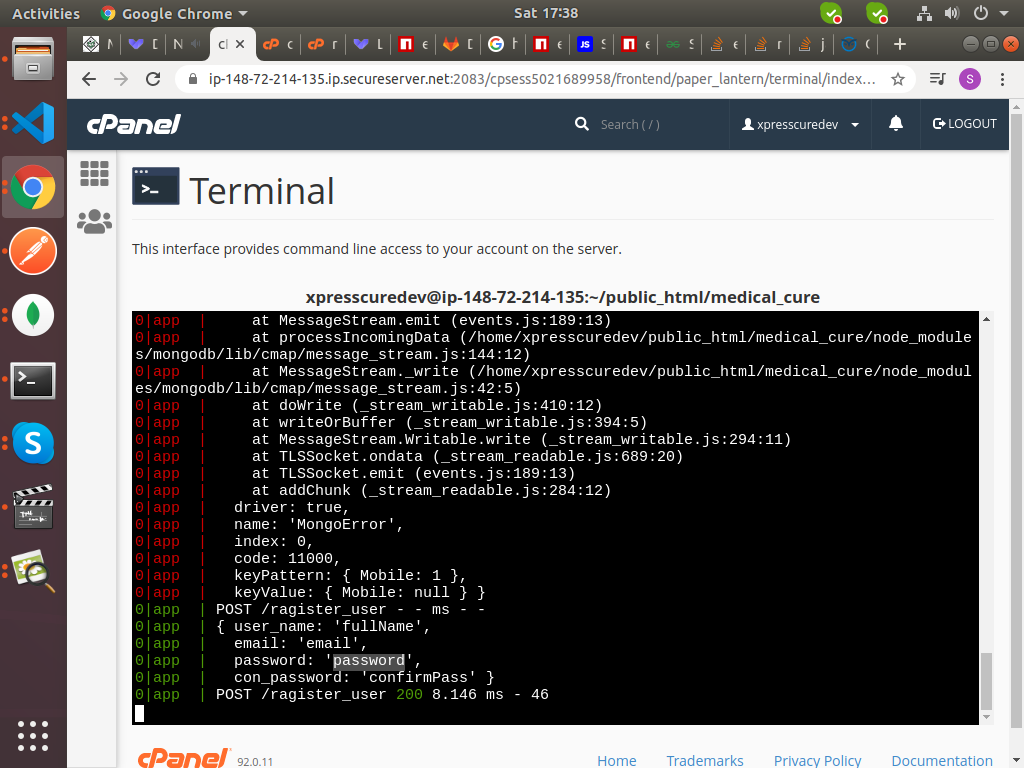 Activities
Google Chrome
Sat 17:38
ip-148-72-214-135.ip.secureserver.net:2083/cpsess5021689958/frontend/paper_lantern/terminal/index...
S
cPanel
Search ( / )
xpresscuredev
LOGOUT
Terminal
This interface provides command line access to your account on the server.
xpresscuredev@ip-148-72-214-135:~/public_html/medical_cure
0|app  |     at MessageStream.emit (events.js:189:13)
0|app  |     at processIncomingData (/home/xpresscuredev/public_html/medical_cure/node_module
s/mongodb/lib/cmap/message_stream.js:144:12)
0|app  |     at MessageStream._write (/home/xpresscuredev/public_html/medical_cure/node_modul
es/mongodb/lib/cmap/message_stream.js:42:5)
0|app  |     at doWrite (_stream_writable.js:410:12)
0|app  |     at writeOrBuffer (_stream_writable.js:394:5)
0|app  |     at MessageStream.Writable.write (_stream_writable.js:294:11)
0|app  |     at TLSSocket.ondata (_stream_readable.js:689:20)
0|app  |     at TLSSocket.emit (events.js:189:13)
0|app  |     at addChunk (_stream_readable.js:284:12)
0|app  |   driver: true,
0|app  |   name: 'MongoError',
0|app  |   index: 0,
0|app  |   code: 11000,
0|app  |   keyPattern: { Mobile: 1 },
0|app  |   keyValue: { Mobile: null } }
0|app  | POST /ragister_user - - ms - -
0|app  | { user_name: 'fullName',
0|app  |   email: 'email',
0|app  |   password: 'password',
0|app  |   con_password: 'confirmPass' }
0|app  | POST /ragister_user 200 8.146 ms - 46
cPanel 92.0.11
Home
Trademarks
Privacy Policy
Documentation